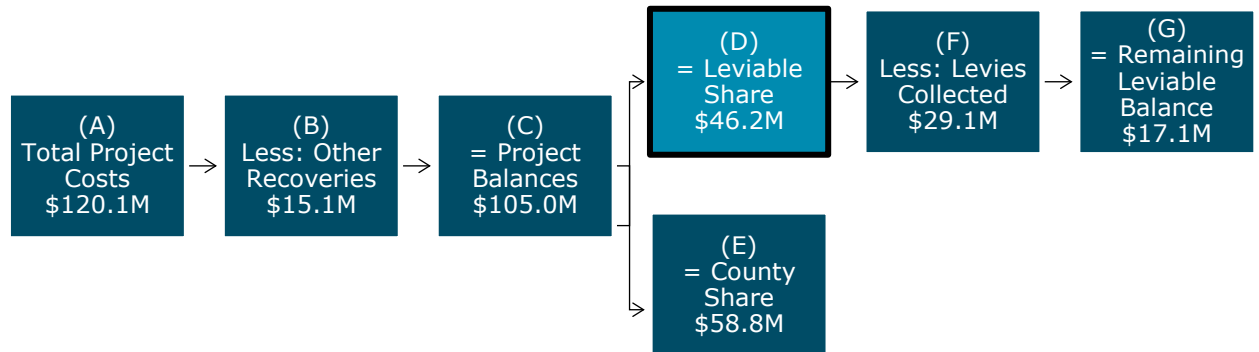 (A)
Total Project
Costs
$120.1M
(B)
Less: Other
Recoveries
$15.1M
(C)
= Project
Balances
$105.0M
(D)
= Leviable
Share
$46.2M
(F)
Less: Levies
Collected
$29.1M
(G)
= Remaining
Leviable
Balance
$17.1M
(E)
= County
Share
$58.8M